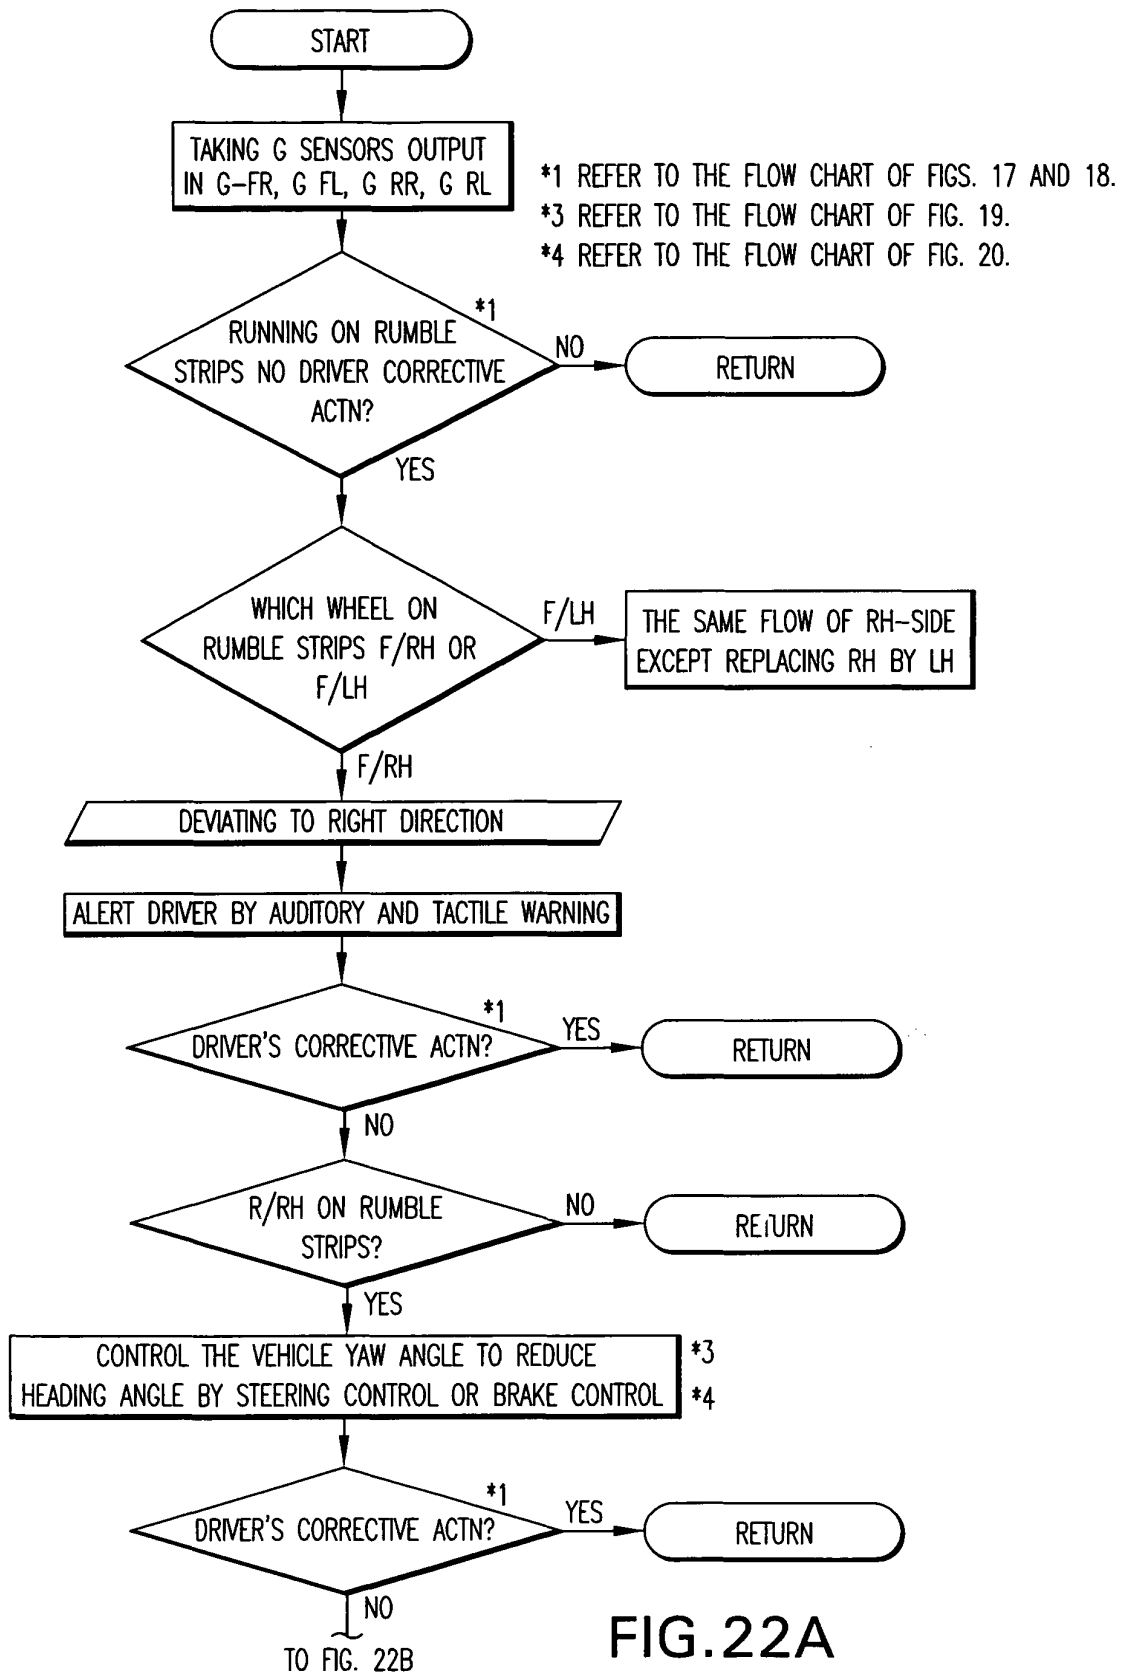 START
TAKING G SENSORS OUTPUT
IN G-FR, G FL, G RR, G RL
*1 REFER TO THE FLOW CHART OF FIGS. 17 AND 18.
*3 REFER TO THE FLOW CHART OF FIG. 19.
*4 REFER TO THE FLOW CHART OF FIG. 20.
*1
RUNNING ON RUMBLE
STRIPS NO DRIVER CORRECTIVE
ACTN?
NO
RETURN
YES
WHICH WHEEL ON
RUMBLE STRIPS F/RH OR
F/LH
F/LH
THE SAME FLOW OF RH-SIDE
EXCEPT REPLACING RH BY LH
F/RH
DEVIATING TO RIGHT DIRECTION
ALERT DRIVER BY AUDITORY AND TACTILE WARNING
*1
DRIVER'S CORRECTIVE ACTN?
YES
RETURN
NO
R/RH ON RUMBLE
STRIPS?
NO
RETURN
YES
CONTROL THE VEHICLE YAW ANGLE TO REDUCE
HEADING ANGLE BY STEERING CONTROL OR BRAKE CONTROL
*3
*4
*1
DRIVER'S CORRECTIVE ACTN?
YES
RETURN
NO
TO FIG. 22B
FIG.22A